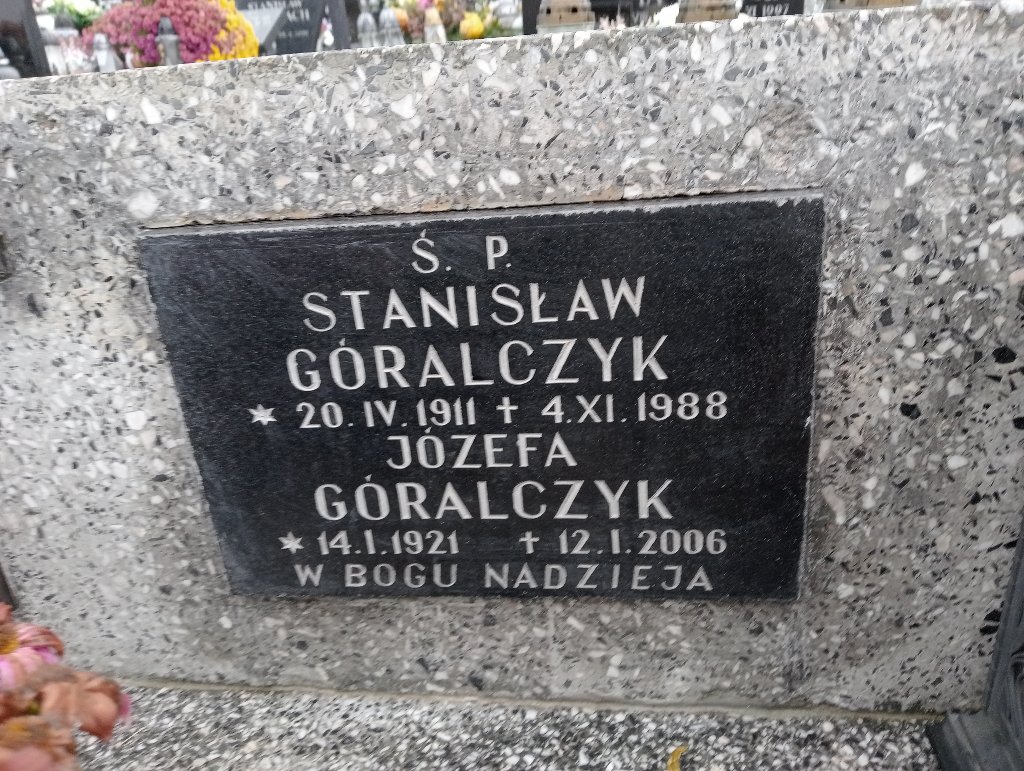 Ś. P.
STANISŁAW
GÓRALCZYK
* 20. IV. 1911 + 4. XI. 1988
JÓZEFA
GÓRALCZYK
* 14. I. 1921 + 12. I. 2006
W BOGU NADZIEJA